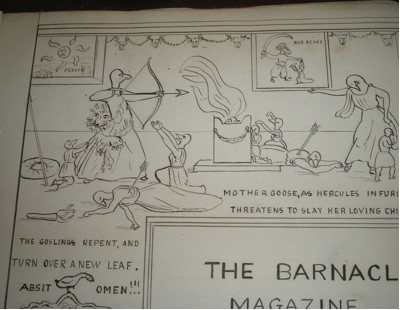 MOTHER GOOSE, AS HERCULES IN FURI
THREATENS TO SLAY HER LOVING CHI
THE GOSLINGS REPENT, AND
TURN OVER A NEW LEAF.
ABSIT OMEN!!!
THE BARNACL
MAGAZINE